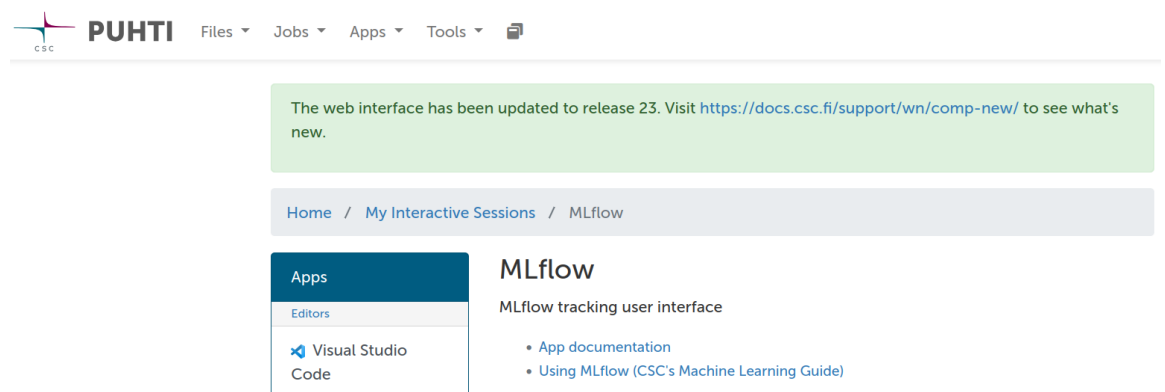 csc
PUHTI Files Jobs Apps Tools
The web interface has been updated to release 23. Visit https://docs.csc.fi/support/wn/comp-new/ to see what's
new.
Home / My Interactive Sessions / MLflow
Apps
Editors
Visual Studio
Code
MLflow
MLflow tracking user interface
• App documentation
• Using MLflow (CSC's Machine Learning Guide)